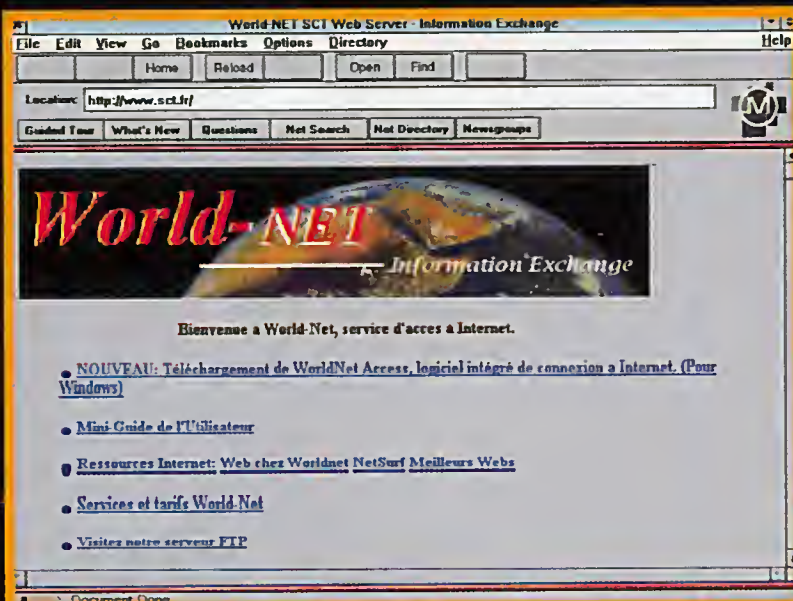 World-NET SCT Web Server - Information Exchange
File Edit View Go Bookmarks Options Directory Help
Home Reload Open Find
Location: http://www.sct.fr/
Guided Tour What's New Questions Net Search Net Directory Newsgroups
M
World-NET
Information Exchange
Bienvenue a World-Net, service d'acces a Internet.
NOUVEAU: Téléchargement de WorldNet Access, logiciel intégré de connexion a Internet. (Pour
Windows)
Mini-Guide de l'Utilisateur
Ressources Internet: Web chez Worldnet NetSurf Meilleurs Webs
Services et tarifs World-Net
Visitez notre serveur FTP
Document Done